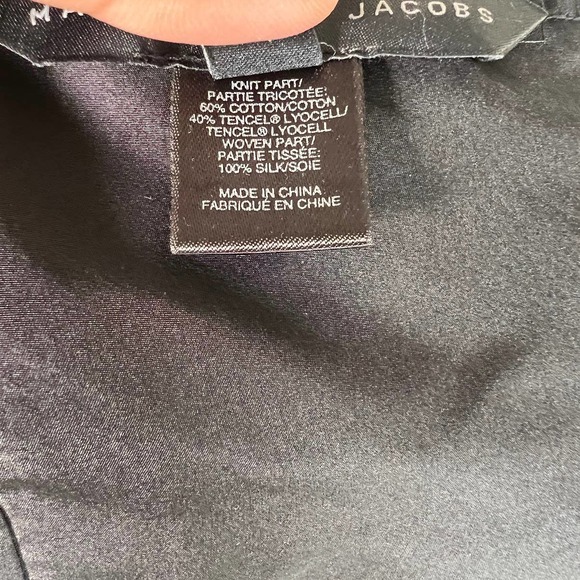 JACOBS
KNIT PART/
PARTIE TRICOTÉE:
60% COTTON/COTON
40% TENCEL® LYOCELL/
TENCEL® LYOCELL
WOVEN PART/
PARTIE TISSÉE:
100% SILK/SOIE
MADE IN CHINA
FABRIQUÉ EN CHINE